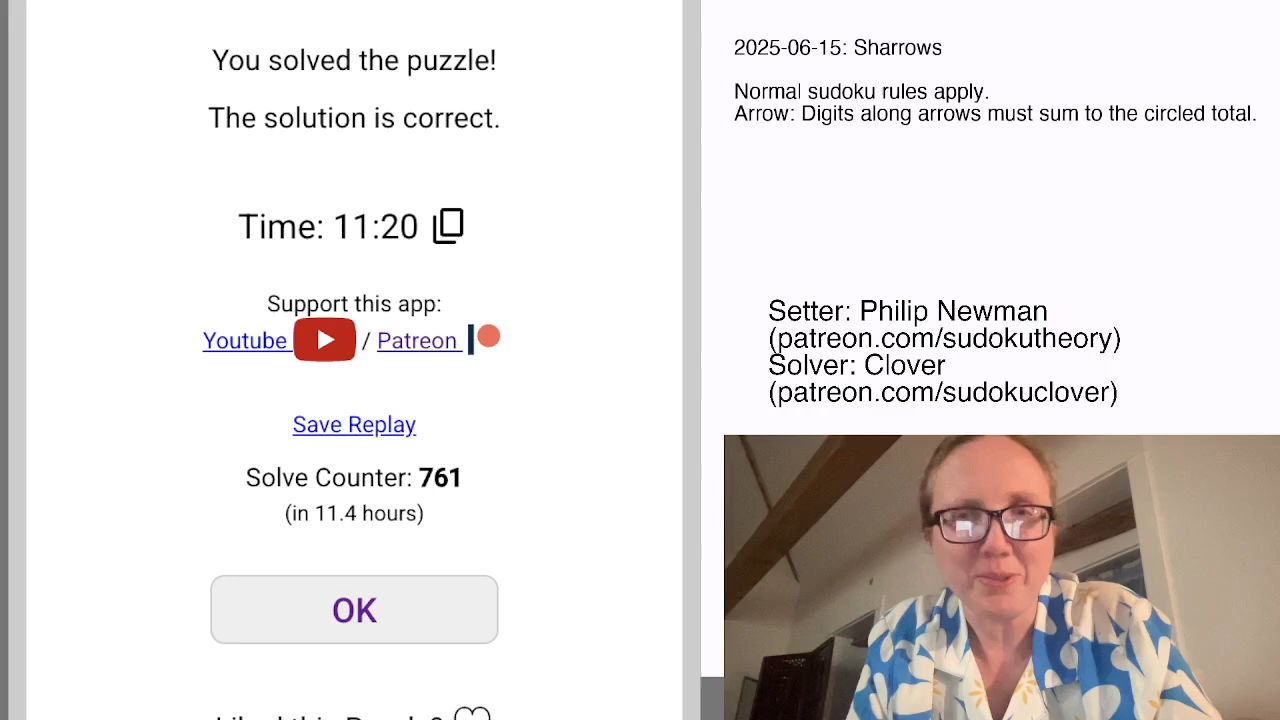 You solved the puzzle!
The solution is correct.
Time: 11:20
Support this app:
Youtube / Patreon
Save Replay
Solve Counter: 761
(in 11.4 hours)
OK
2025-06-15: Sharrows
Normal sudoku rules apply.
Arrow: Digits along arrows must sum to the circled total.
Setter: Philip Newman
(patreon.com/sudokutheory)
Solver: Clover
(patreon.com/sudokuclover)